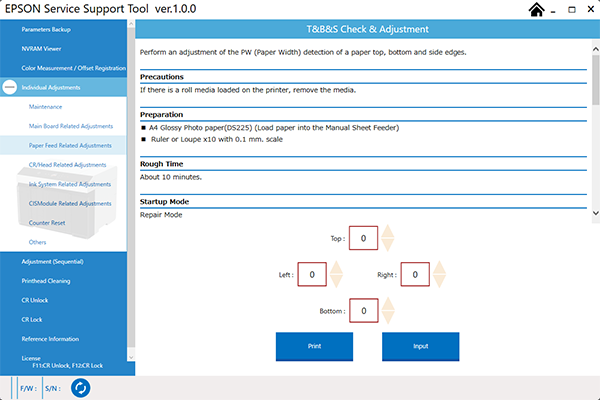 EPSON Service Support Tool ver.1.0.0
Parameters Backup
NVRAM Viewer
Color Measurement / Offset Registration
Individual Adjustments
Maintenance
Main Board Related Adjustments
Paper Feed Related Adjustments
CR/Head Related Adjustments
Ink System Related Adjustments
CISModule Related Adjustments
Counter Reset
Others
Adjustment (Sequential)
Printhead Cleaning
CR Unlock
CR Lock
Reference Information
License
F11:CR Unlock, F12:CR Lock
T&B&S Check & Adjustment
Perform an adjustment of the PW (Paper Width) detection of a paper top, bottom and side edges.
Precautions
If there is a roll media loaded on the printer, remove the media.
Preparation
■ A4 Glossy Photo paper(DS225) (Load paper into the Manual Sheet Feeder)
■ Ruler or Loupe x10 with 0.1 mm. scale
Rough Time
About 10 minutes.
Startup Mode
Repair Mode
Top : 0
Left : 0 Right : 0
Bottom : 0
Print Input
F/W : S/N :